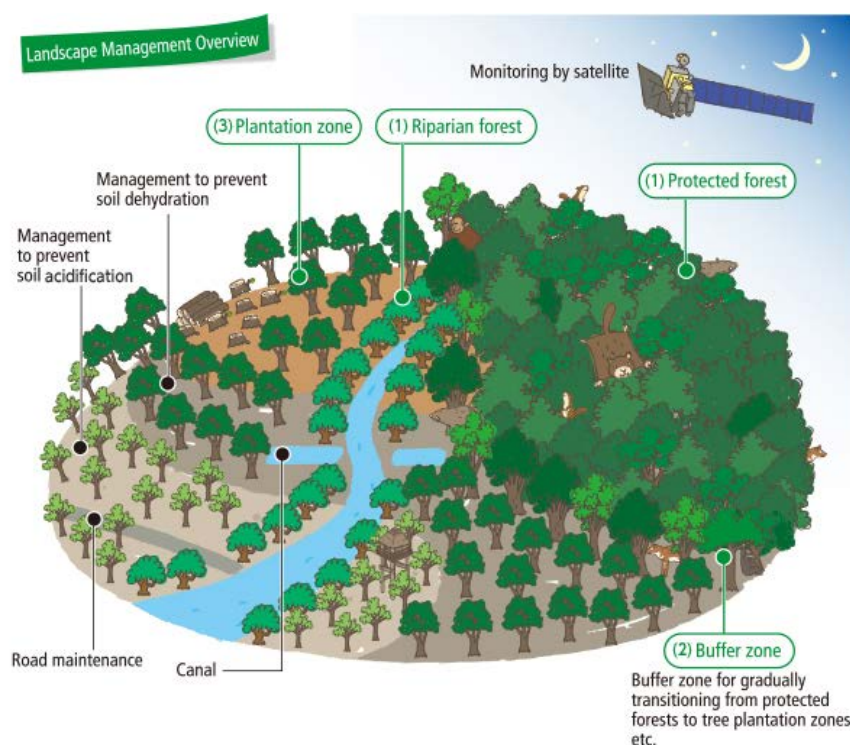 Landscape Management Overview
Monitoring by satellite
(3) Plantation zone
(1) Riparian forest
(1) Protected forest
Management to prevent
soil dehydration
Management
to prevent
soil acidification
Road maintenance
Canal
(2) Buffer zone
Buffer zone for gradually
transitioning from protected
forests to tree plantation zones
etc.